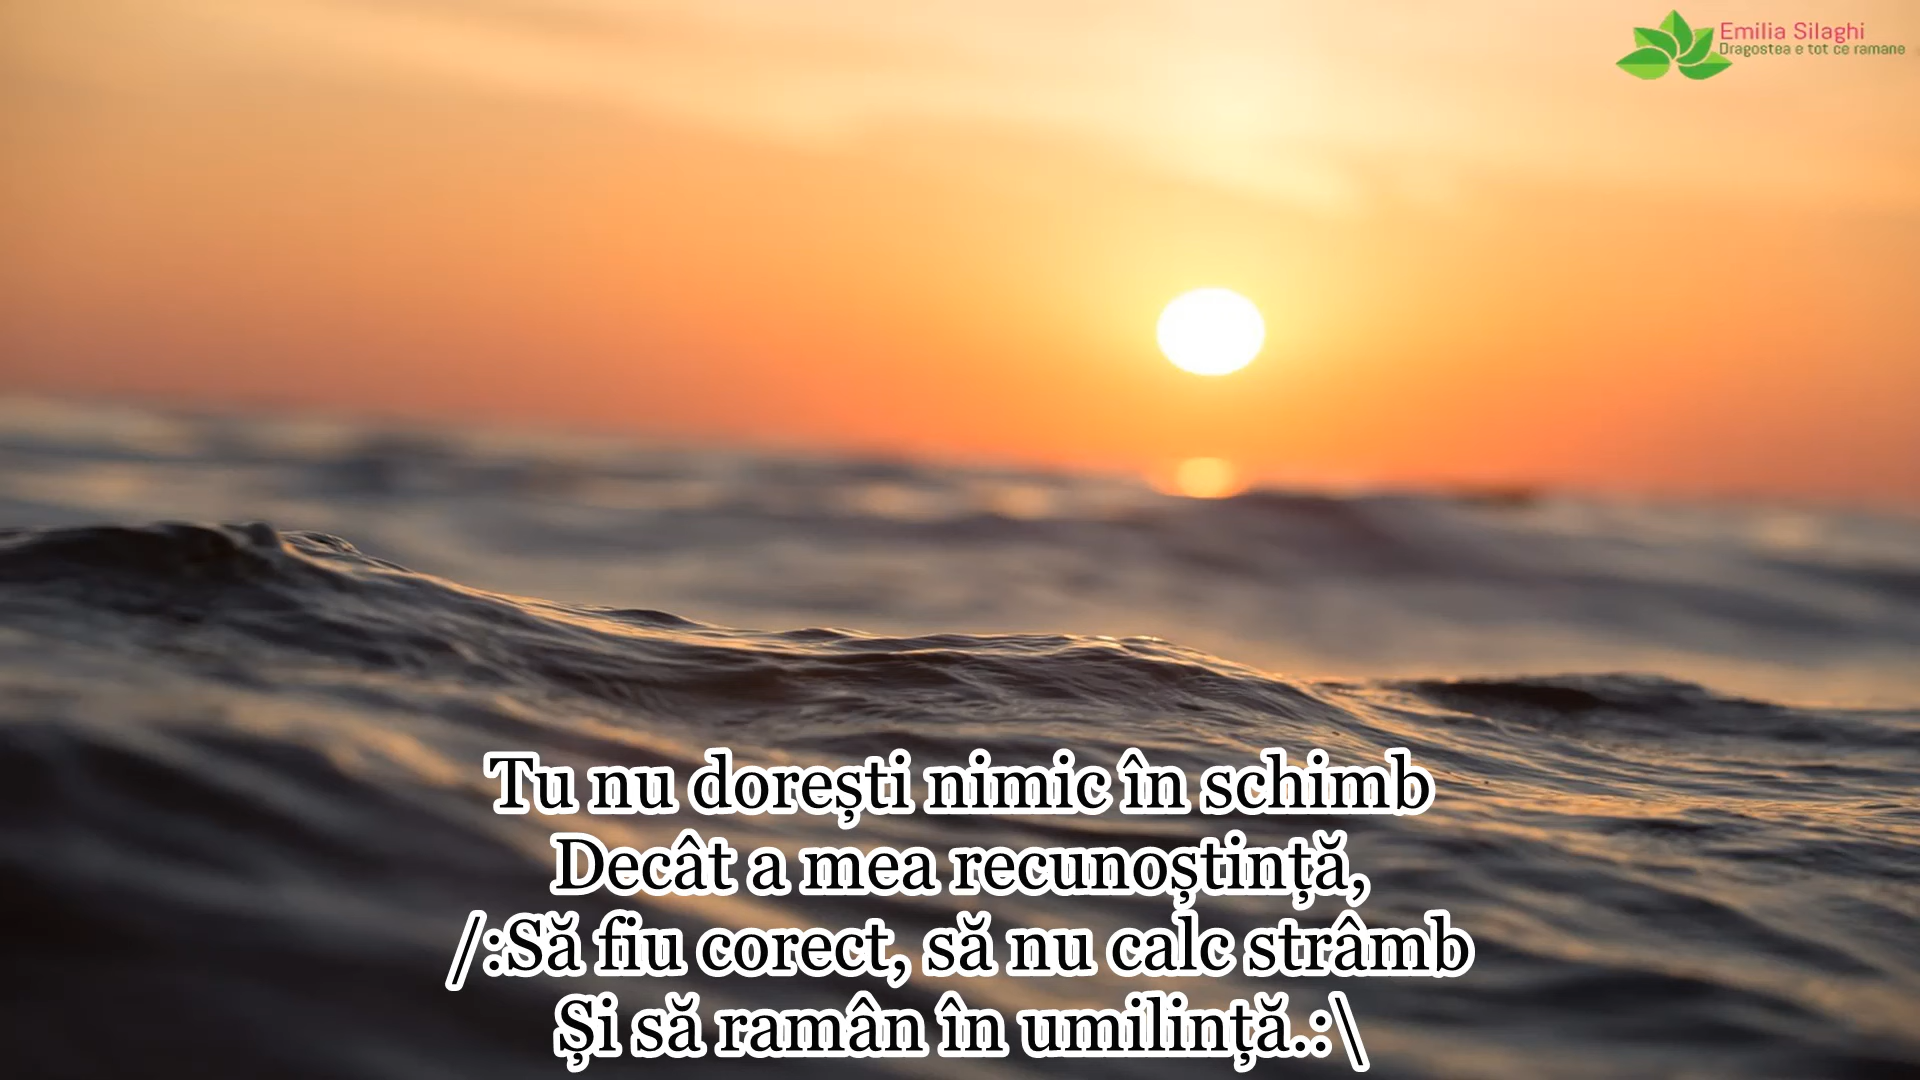 Emilia Silaghi
Dragostea e tot ce ramane
Tu nu dorești nimic în schimb
Decât a mea recunoștință,
/:Să fiu corect, să nu calc strâmb
Și să ramân în umilință.:\